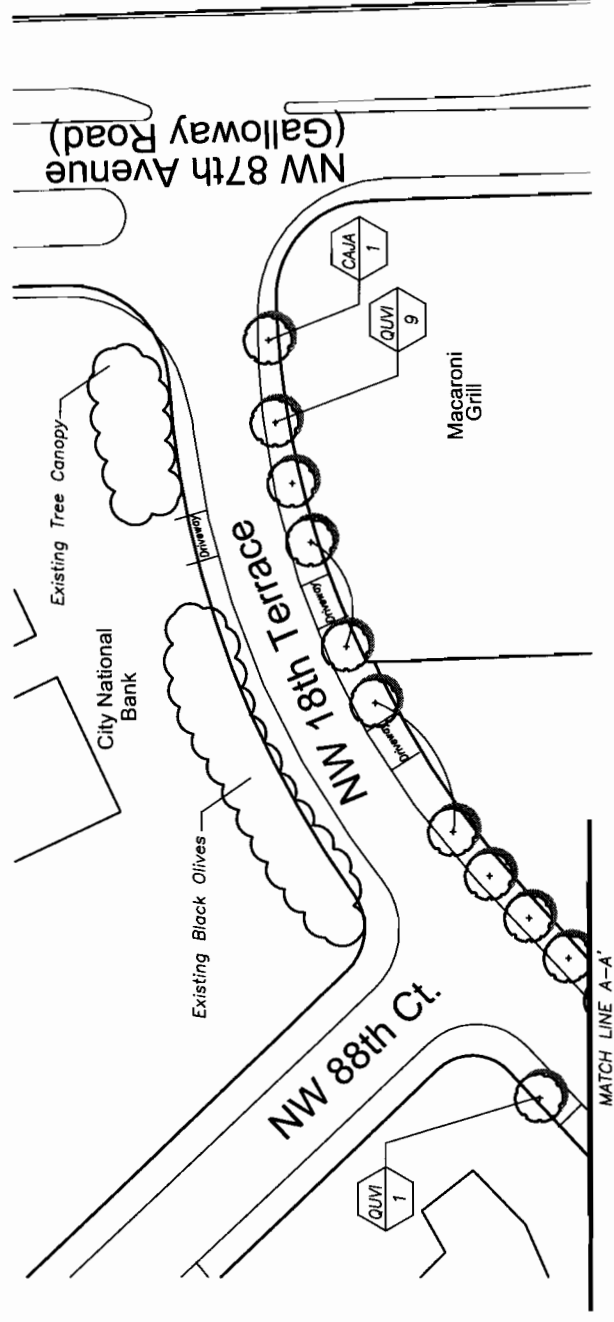 NW 87th Avenue
(Galloway Road)
CAJA
1
QUVI
9
Existing Tree Canopy
Macaroni
Grill
Driveway
City National
Bank
NW 18th Terrace
Driveway
Driveway
Existing Black Olives
NW 88th Ct.
QUVI
1
MATCH LINE A-A'